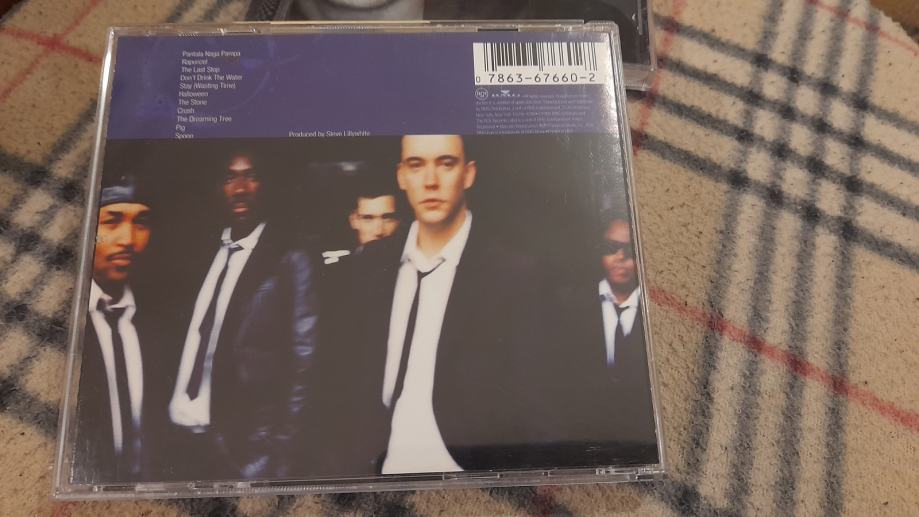 Pantala Naga Pampa
Rapunzel
The Last Stop
Don't Drink The Water
Stay (Wasting Time)
Halloween
The Stone
Crush
The Dreaming Tree
Pig
Spoon
Produced by Steve Lillywhite
0 7863-67660-2
BMG